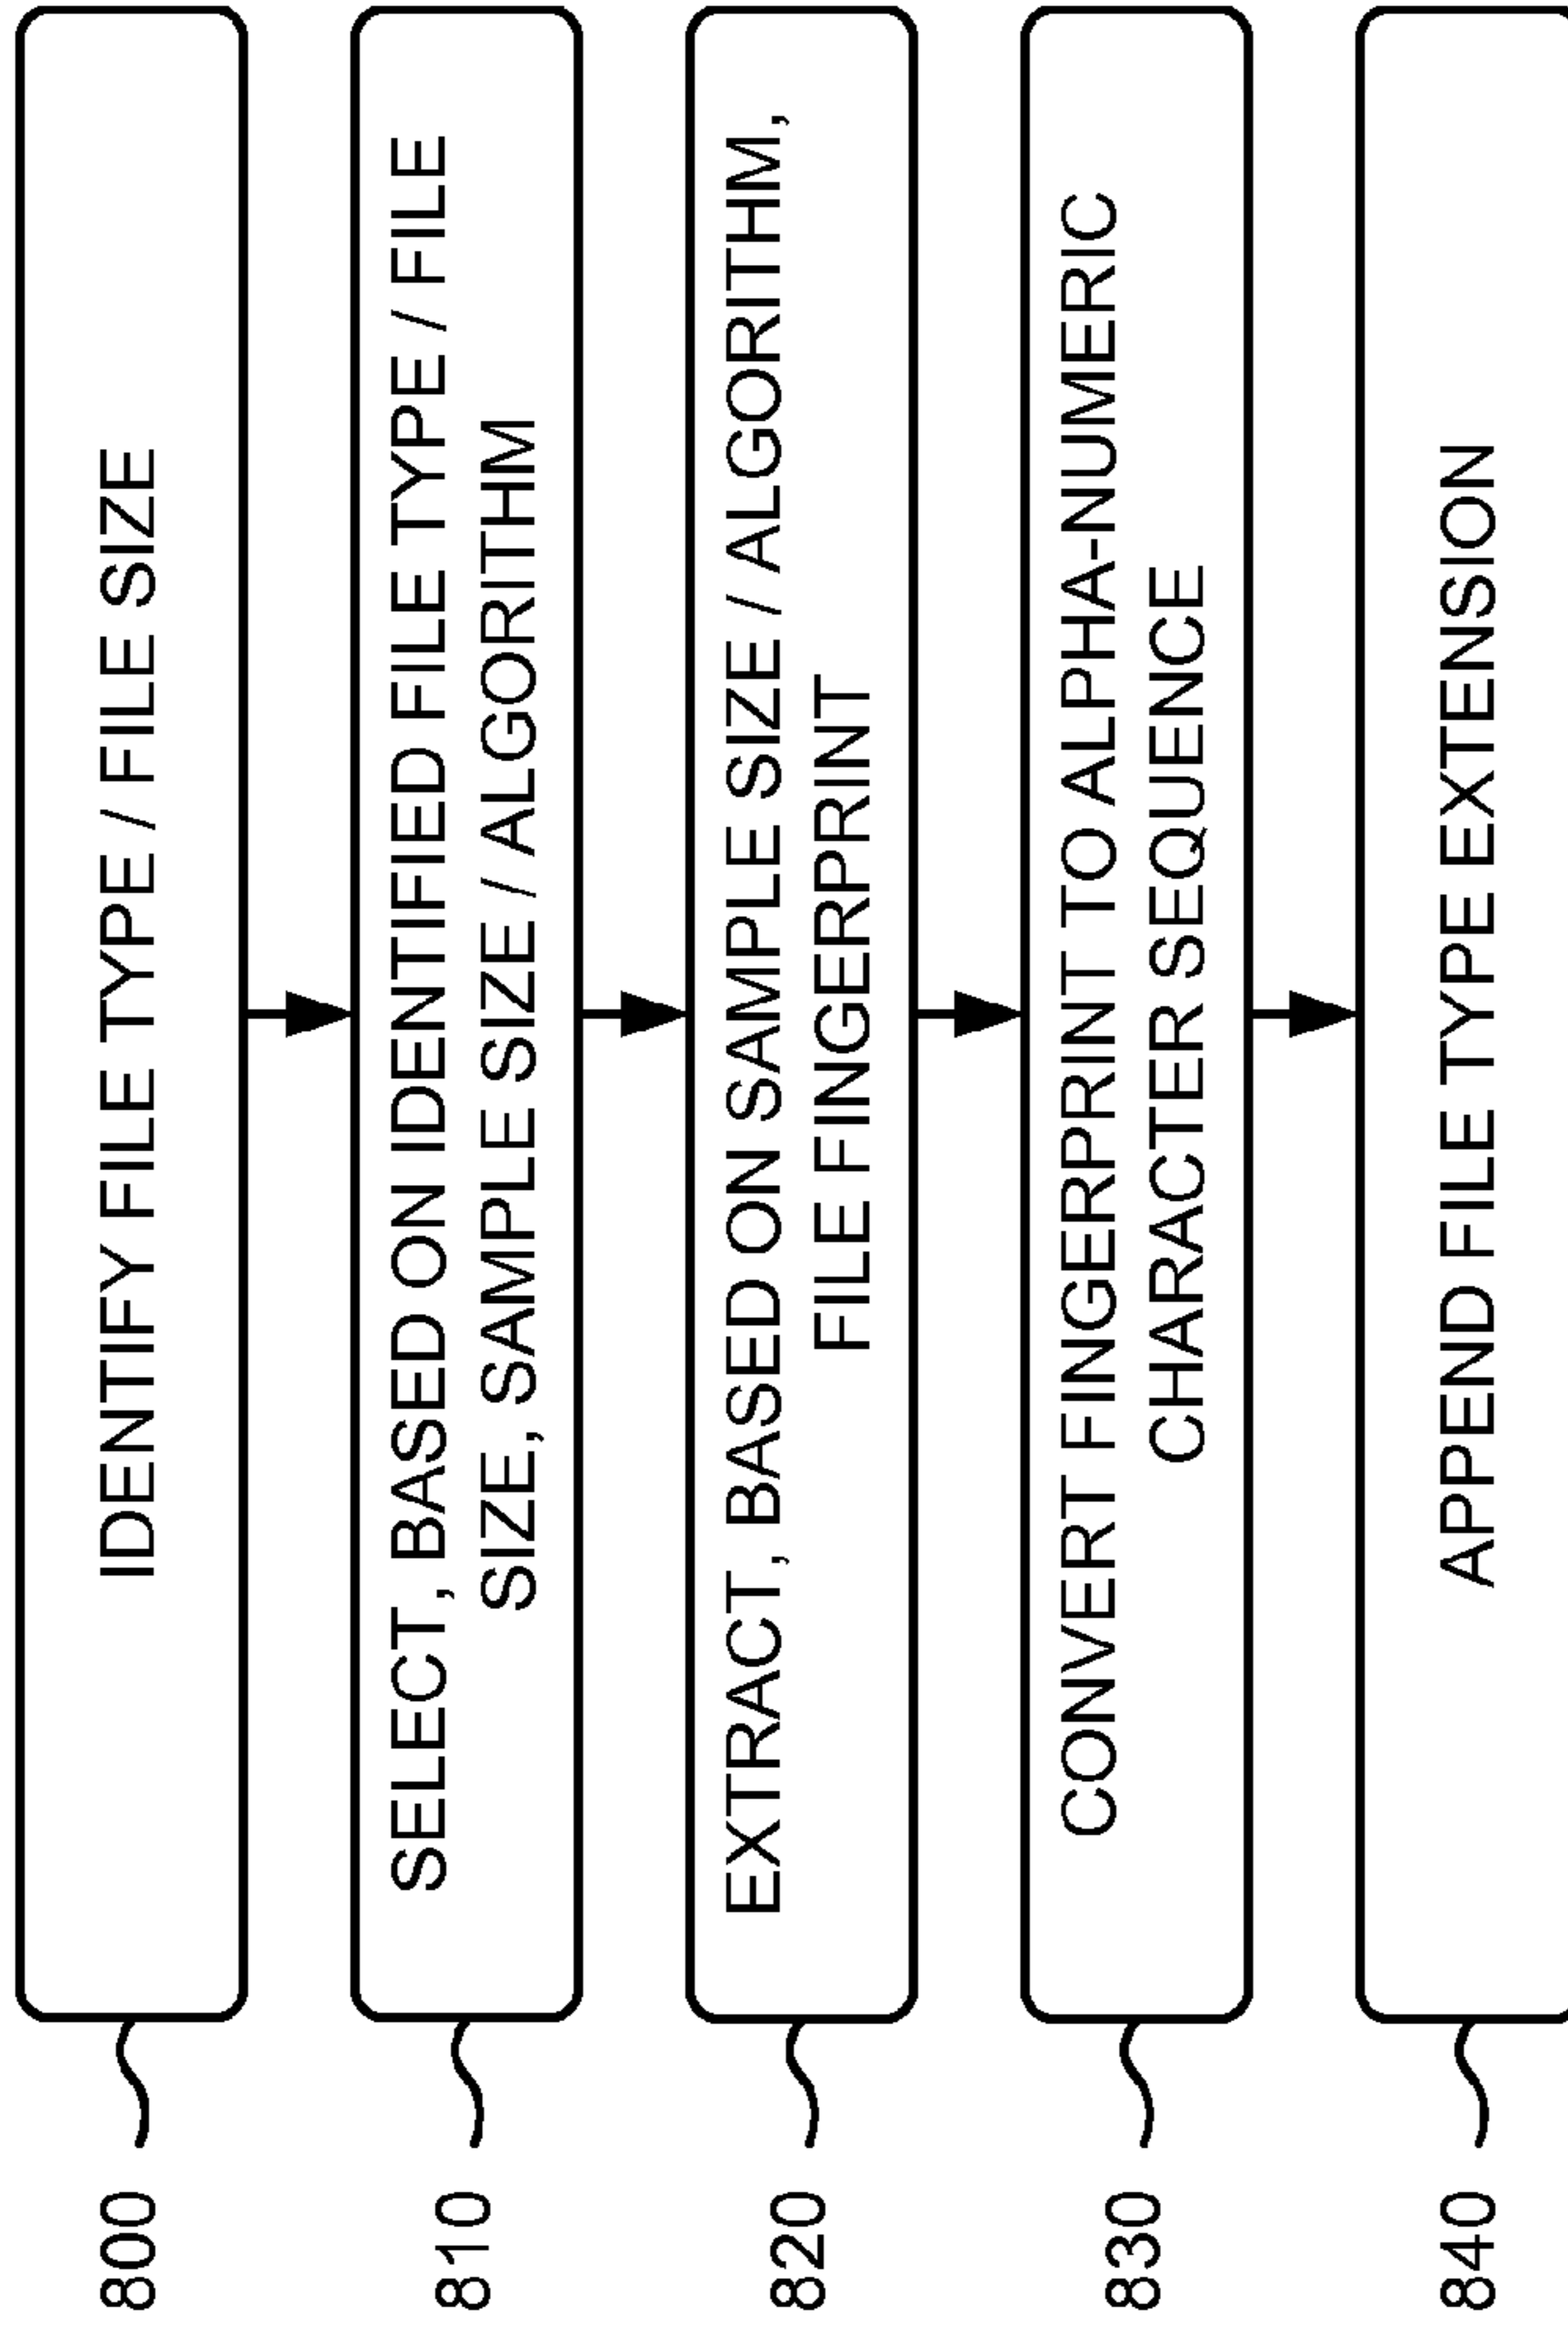 800
IDENTIFY FILE TYPE / FILE SIZE
810
SELECT, BASED ON IDENTIFIED FILE TYPE / FILE
SIZE, SAMPLE SIZE / ALGORITHM
820
EXTRACT, BASED ON SAMPLE SIZE / ALGORITHM,
FILE FINGERPRINT
830
CONVERT FINGERPRINT TO ALPHA-NUMERIC
CHARACTER SEQUENCE
840
APPEND FILE TYPE EXTENSION